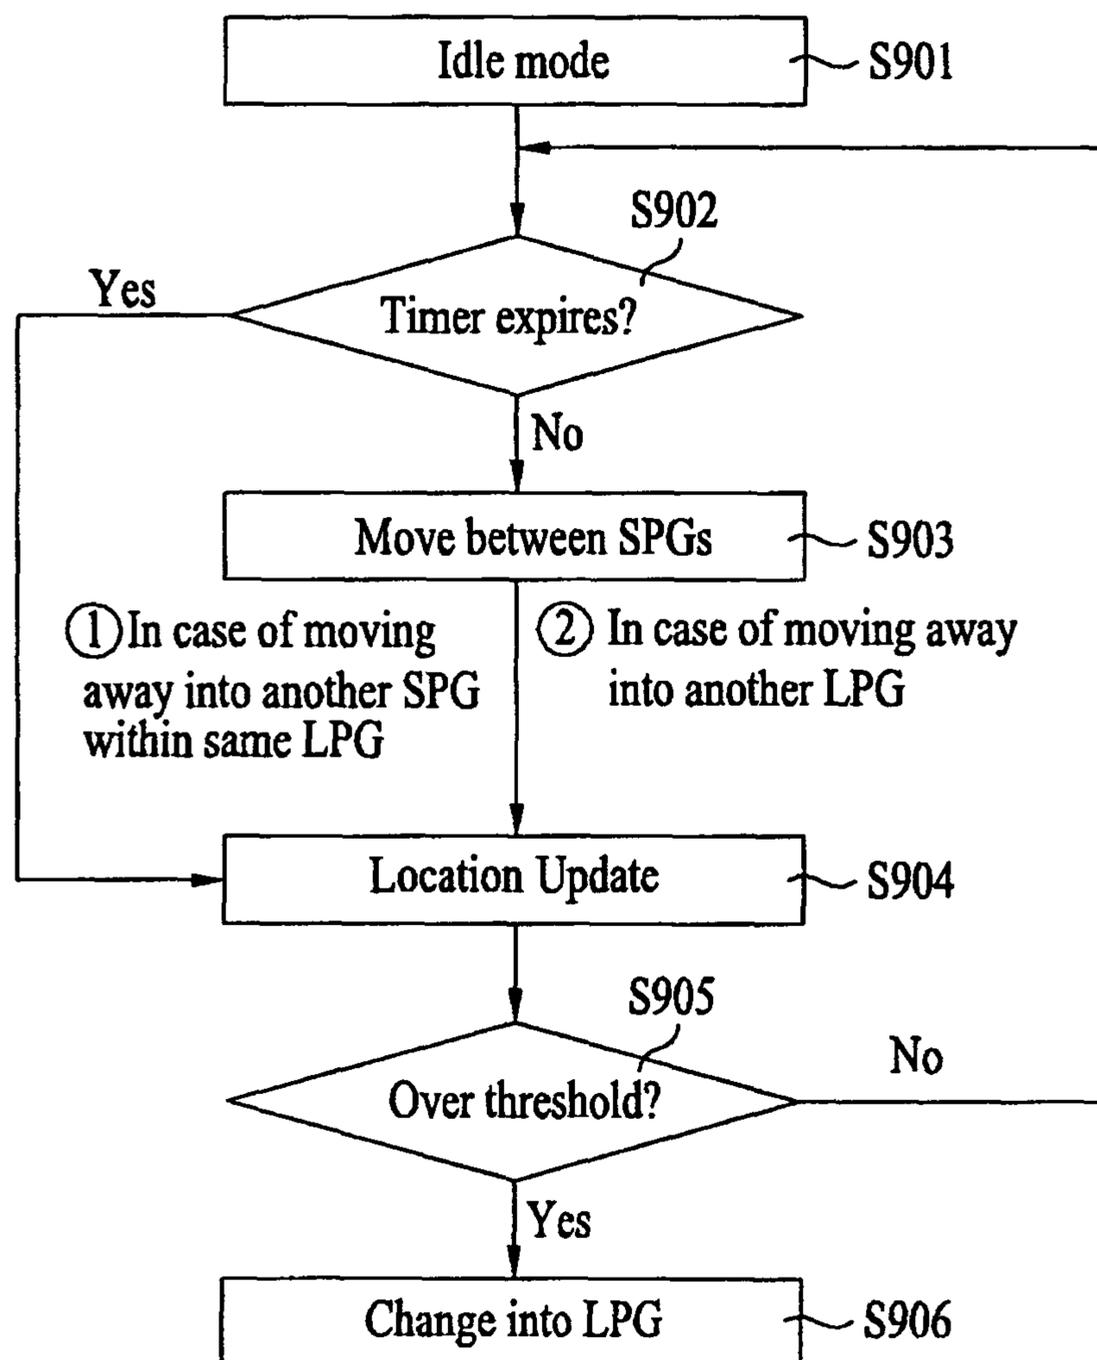 Idle mode
S901
S902
Yes
Timer expires?
No
Move between SPGs
S903
① In case of moving
away into another SPG
within same LPG
② In case of moving away
into another LPG
Location Update
S904
S905
No
Over threshold?
Yes
Change into LPG
S906